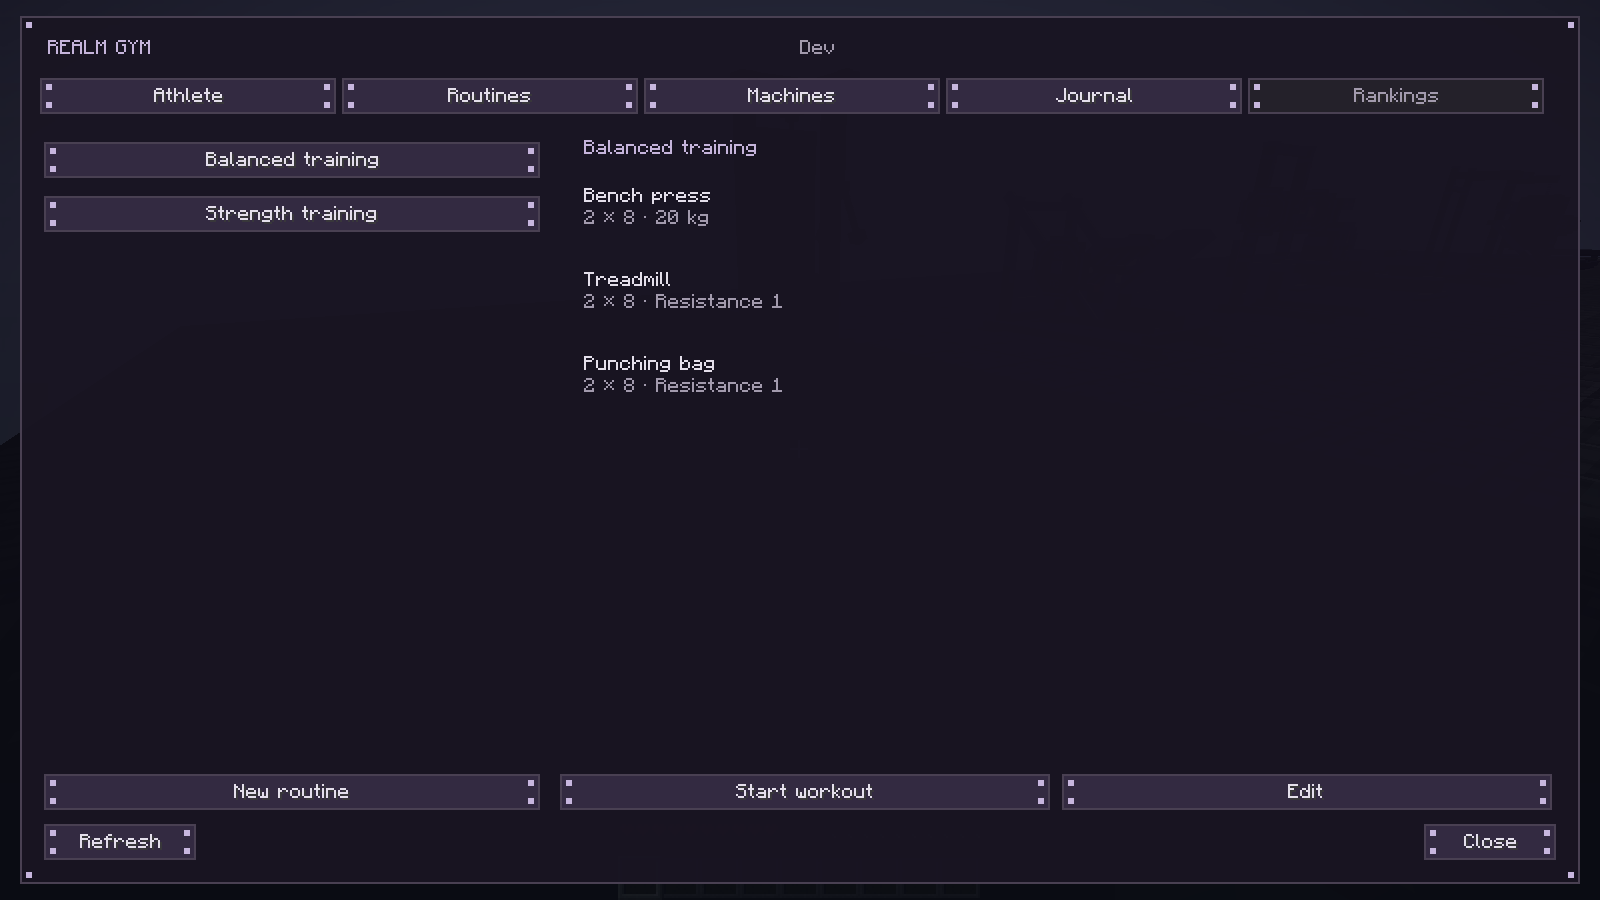 REALM GYM
Dev
Athlete
Routines
Machines
Journal
Rankings
Balanced training
Strength training
Balanced training
Bench press
2 × 8 · 20 kg
Treadmill
2 × 8 · Resistance 1
Punching bag
2 × 8 · Resistance 1
New routine
Start workout
Edit
Refresh
Close